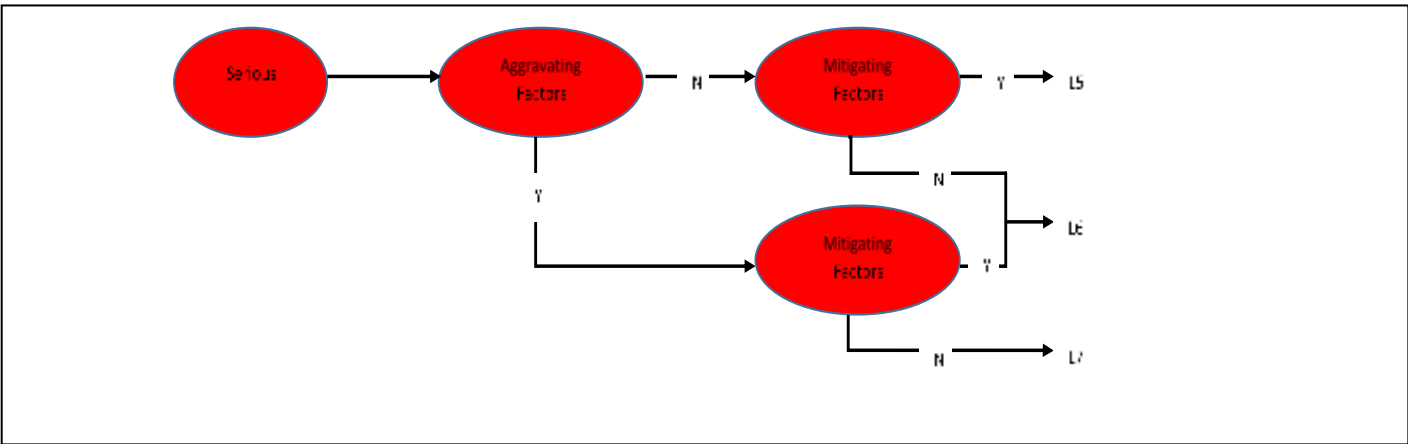 Serious
Aggravating
Factors
N
Mitigating
Factors
Y
L5
Y
N
L6
Mitigating
Factors
Y
N
L7